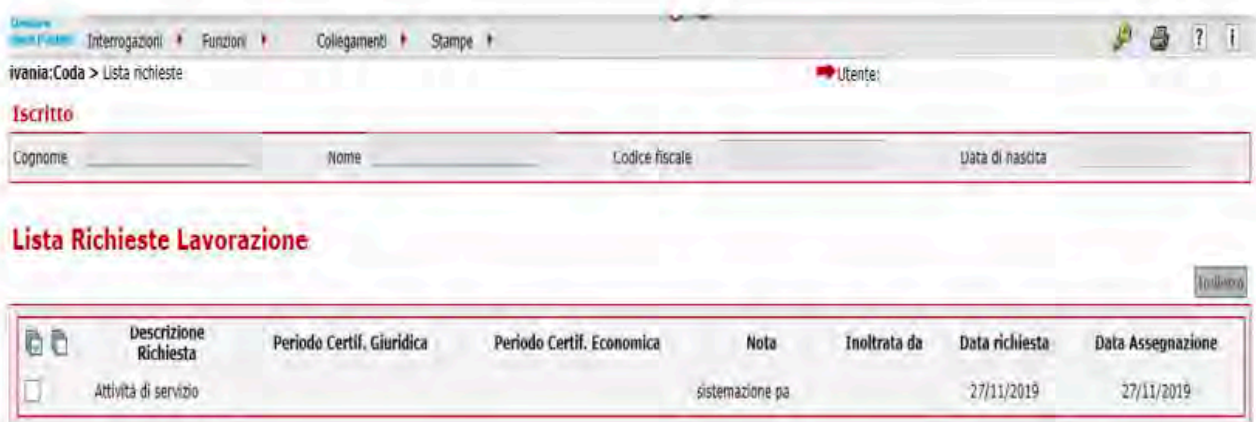 Interrogazioni Funzioni Collegamenti Stampe ? i
ivania:Coda > Lista richieste Utente:
Iscritto
Cognome Nome Codice fiscale Data di nascita
Lista Richieste Lavorazione
Indietro
Descrizione Richiesta Periodo Certif. Giuridica Periodo Certif. Economica Nota Inoltrata da Data richiesta Data Assegnazione
Attività di servizio sistemazione pa 27/11/2019 27/11/2019